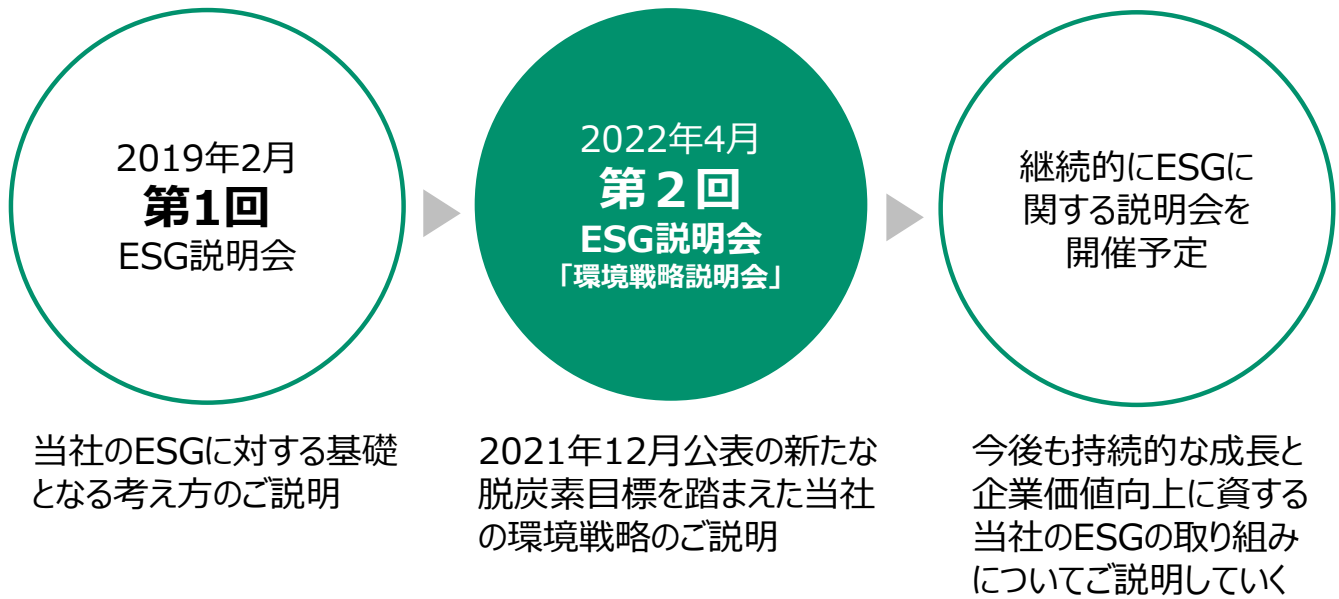 2019年2月
第1回
ESG説明会
2022年4月
第２回
ESG説明会
「環境戦略説明会」
継続的にESGに
関する説明会を
開催予定
当社のESGに対する基礎
となる考え方のご説明
2021年12月公表の新たな
脱炭素目標を踏まえた当社
の環境戦略のご説明
今後も持続的な成長と
企業価値向上に資する
当社のESGの取り組み
についてご説明していく